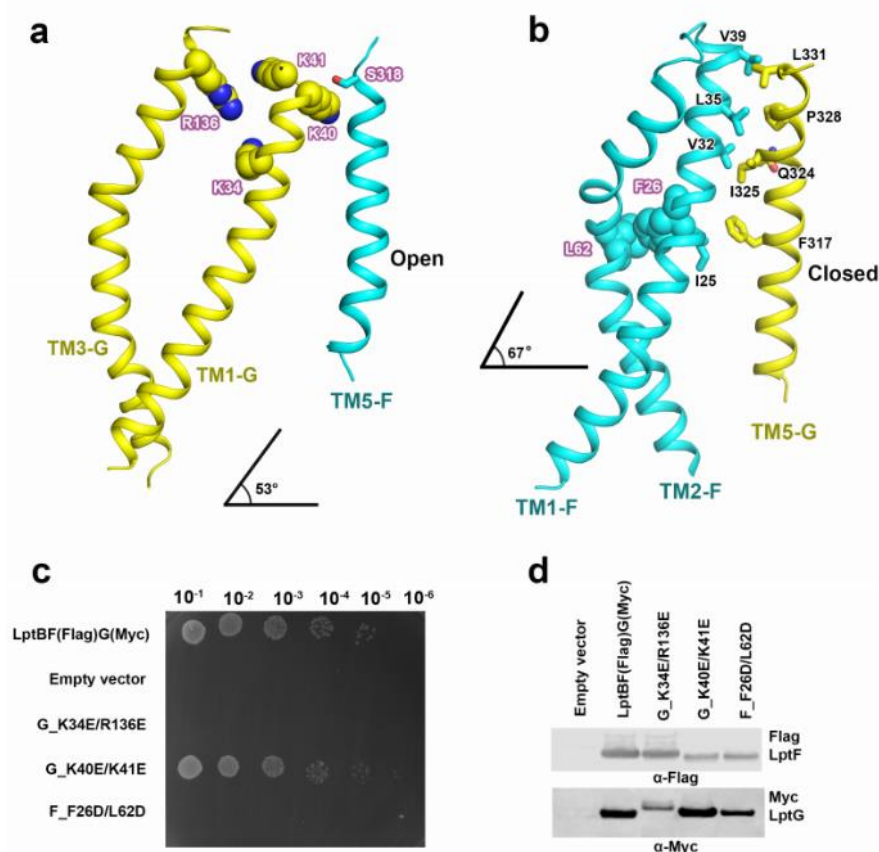 a
K41
S318
R136
K40
K34
Open
TM3-G
TM1-G
TM5-F
53°
b
V39
L331
L35
P328
V32
Q324
F26
I325
L62
F317
I25
Closed
67°
TM5-G
TM1-F
TM2-F
c
10-1 10-2 10-3 10-4 10-5 10-6
LptBF(Flag)G(Myc)
Empty vector
G_K34E/R136E
G_K40E/K41E
F_F26D/L62D
d
Empty vector
LptBF(Flag)G(Myc)
G_K34E/R136E
G_K40E/K41E
F_F26D/L62D
Flag
LptF
α-Flag
Myc
LptG
α-Myc